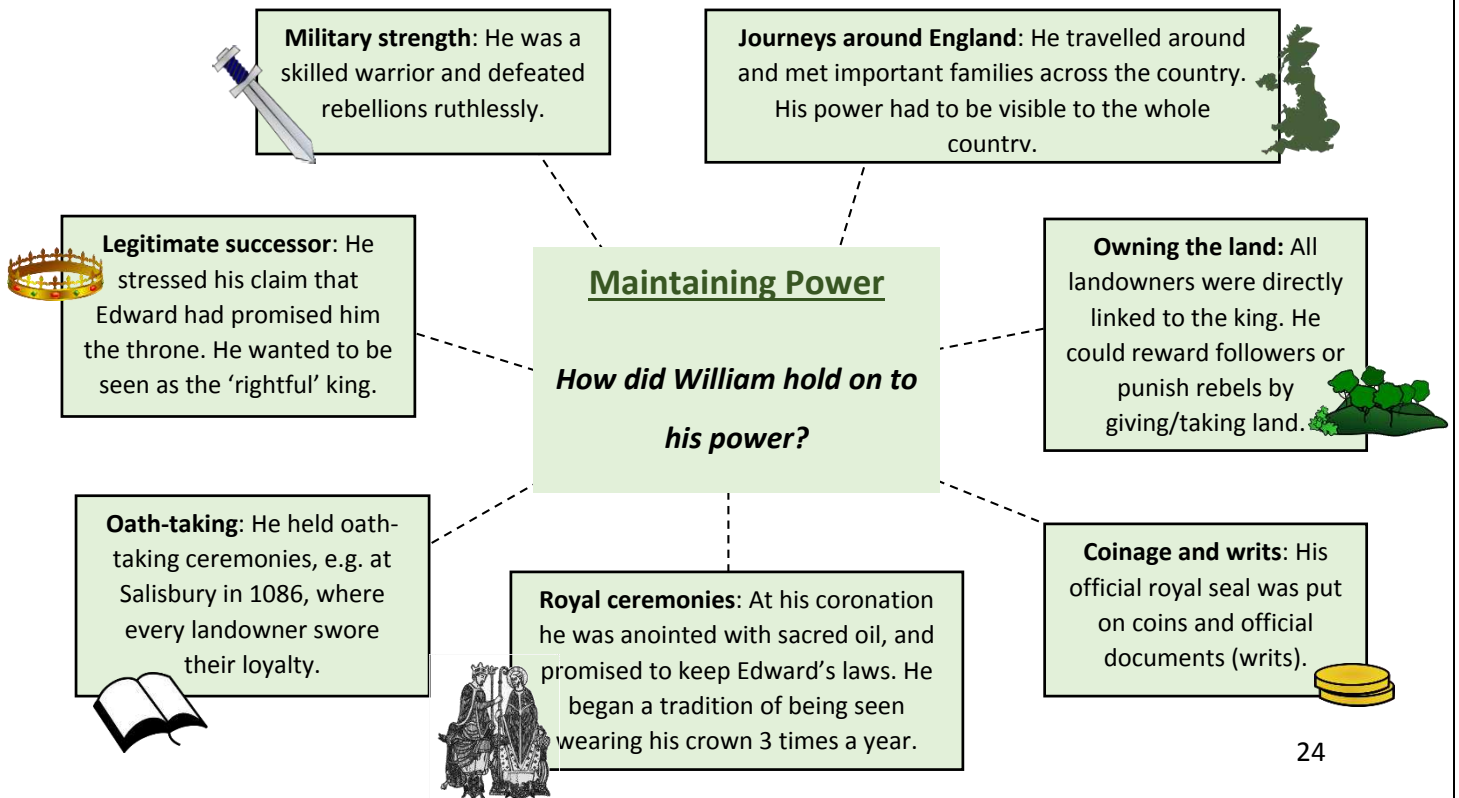 Military strength: He was a
skilled warrior and defeated
rebellions ruthlessly.
Journeys around England: He travelled around
and met important families across the country.
His power had to be visible to the whole
country.
Legitimate successor: He
stressed his claim that
Edward had promised him
the throne. He wanted to be
seen as the ‘rightful’ king.
Maintaining Power
How did William hold on to
his power?
Owning the land: All
landowners were directly
linked to the king. He
could reward followers or
punish rebels by
giving/taking land.
Oath-taking: He held oath-
taking ceremonies, e.g. at
Salisbury in 1086, where
every landowner swore
their loyalty.
Royal ceremonies: At his coronation
he was anointed with sacred oil, and
promised to keep Edward’s laws. He
began a tradition of being seen
wearing his crown 3 times a year.
Coinage and writs: His
official royal seal was put
on coins and official
documents (writs).
24